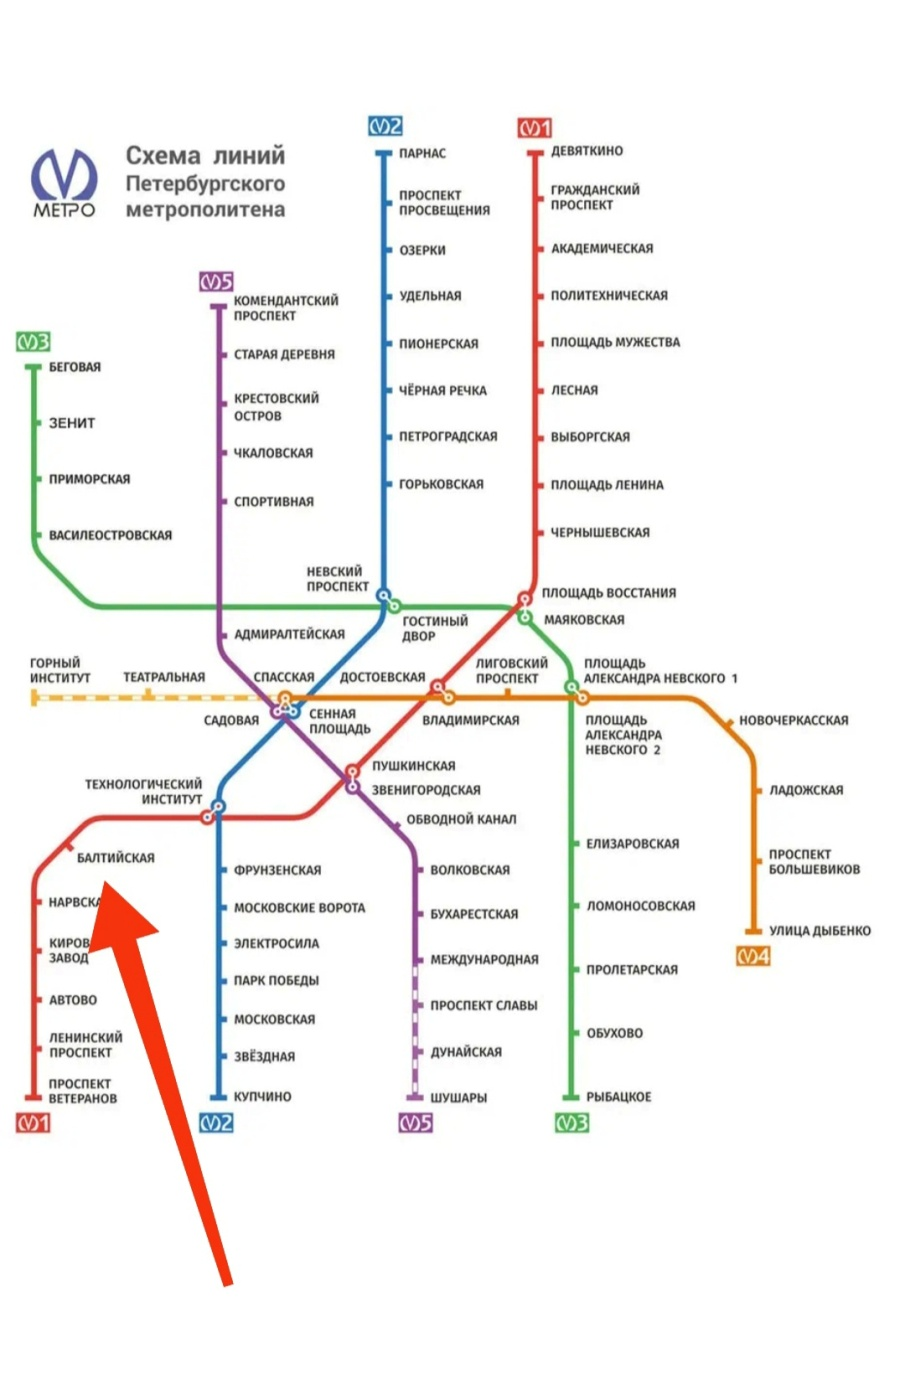 МЕТРО
Схема линий
Петербургского
метрополитена
2
ПАРНАС
ПРОСПЕКТ
ПРОСВЕЩЕНИЯ
ОЗЕРКИ
УДЕЛЬНАЯ
ПИОНЕРСКАЯ
ЧЁРНАЯ РЕЧКА
ПЕТРОГРАДСКАЯ
ГОРЬКОВСКАЯ
НЕВСКИЙ
ПРОСПЕКТ
1
ДЕВЯТКИНО
ГРАЖДАНСКИЙ
ПРОСПЕКТ
АКАДЕМИЧЕСКАЯ
ПОЛИТЕХНИЧЕСКАЯ
ПЛОЩАДЬ МУЖЕСТВА
ЛЕСНАЯ
ВЫБОРГСКАЯ
ПЛОЩАДЬ ЛЕНИНА
ЧЕРНЫШЕВСКАЯ
ПЛОЩАДЬ ВОССТАНИЯ
МАЯКОВСКАЯ
5
КОМЕНДАНТСКИЙ
ПРОСПЕКТ
СТАРАЯ ДЕРЕВНЯ
КРЕСТОВСКИЙ
ОСТРОВ
ЧКАЛОВСКАЯ
СПОРТИВНАЯ
АДМИРАЛТЕЙСКАЯ
3
БЕГОВАЯ
ЗЕНИТ
ПРИМОРСКАЯ
ВАСИЛЕОСТРОВСКАЯ
ГОСТИНЫЙ
ДВОР
ГОРНЫЙ
ИНСТИТУТ
ТЕАТРАЛЬНАЯ
СПАССКАЯ
ДОСТОЕВСКАЯ
ЛИГОВСКИЙ
ПРОСПЕКТ
ПЛОЩАДЬ
АЛЕКСАНДРА НЕВСКОГО 1
САДОВАЯ
СЕННАЯ
ПЛОЩАДЬ
ВЛАДИМИРСКАЯ
ПЛОЩАДЬ
АЛЕКСАНДРА
НЕВСКОГО 2
НОВОЧЕРКАССКАЯ
ЛАДОЖСКАЯ
ПРОСПЕКТ
БОЛЬШЕВИКОВ
УЛИЦА ДЫБЕНКО
4
ТЕХНОЛОГИЧЕСКИЙ
ИНСТИТУТ
ПУШКИНСКАЯ
ЗВЕНИГОРОДСКАЯ
ОБВОДНОЙ КАНАЛ
БАЛТИЙСКАЯ
НАРВСКА
КИРОВ
ЗАВОД
АВТОВО
ЛЕНИНСКИЙ
ПРОСПЕКТ
ПРОСПЕКТ
ВЕТЕРАНОВ
1
ФРУНЗЕНСКАЯ
МОСКОВСКИЕ ВОРОТА
ЭЛЕКТРОСИЛА
ПАРК ПОБЕДЫ
МОСКОВСКАЯ
ЗВЁЗДНАЯ
КУПЧИНО
2
ВОЛКОВСКАЯ
БУХАРЕСТСКАЯ
МЕЖДУНАРОДНАЯ
ПРОСПЕКТ СЛАВЫ
ДУНАЙСКАЯ
ШУШАРЫ
5
ЕЛИЗАРОВСКАЯ
ЛОМОНОСОВСКАЯ
ПРОЛЕТАРСКАЯ
ОБУХОВО
РЫБАЦКОЕ
3